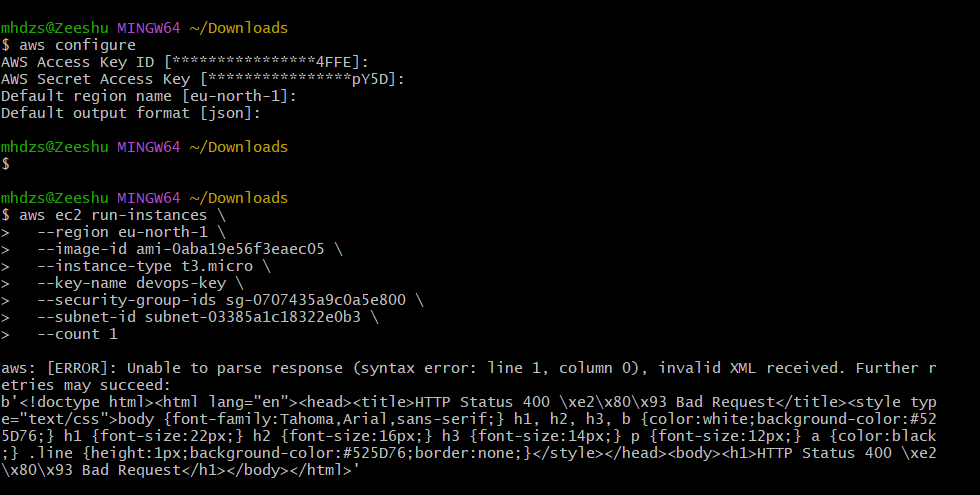 mhdzs@Zeeshu MINGW64 ~/Downloads
$ aws configure
AWS Access Key ID [****************4FFE]:
AWS Secret Access Key [****************pY5D]:
Default region name [eu-north-1]:
Default output format [json]:
mhdzs@Zeeshu MINGW64 ~/Downloads
$
mhdzs@Zeeshu MINGW64 ~/Downloads
$ aws ec2 run-instances \
>   --region eu-north-1 \
>   --image-id ami-0aba19e56f3eaec05 \
>   --instance-type t3.micro \
>   --key-name devops-key \
>   --security-group-ids sg-0707435a9c0a5e800 \
>   --subnet-id subnet-03385a1c18322e0b3 \
>   --count 1
aws: [ERROR]: Unable to parse response (syntax error: line 1, column 0), invalid XML received. Further r
etries may succeed:
b'<!doctype html><html lang="en"><head><title>HTTP Status 400 \xe2\x80\x93 Bad Request</title><style typ
e="text/css">body {font-family:Tahoma,Arial,sans-serif;} h1, h2, h3, b {color:white;background-color:#52
5D76;} h1 {font-size:22px;} h2 {font-size:16px;} h3 {font-size:14px;} p {font-size:12px;} a {color:black
;} .line {height:1px;background-color:#525D76;border:none;}</style></head><body><h1>HTTP Status 400 \xe2
\x80\x93 Bad Request</h1></body></html>'